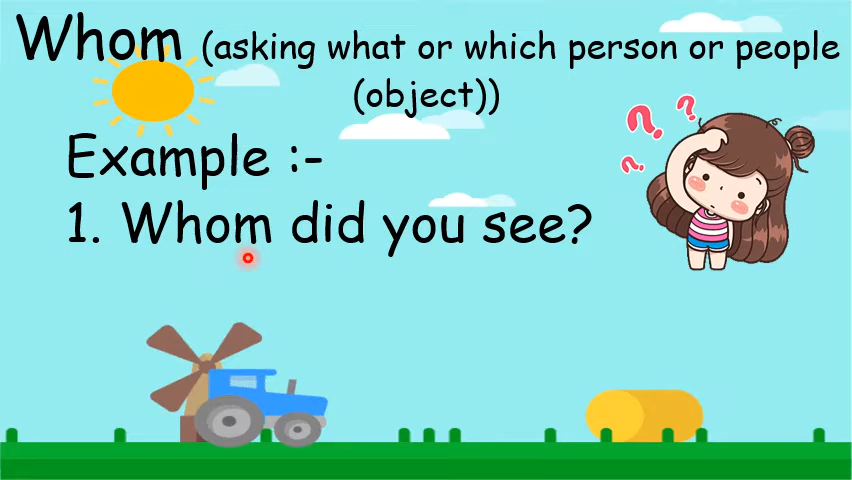 Whom (asking what or which person or people
(object))
Example :-
1. Whom did you see?